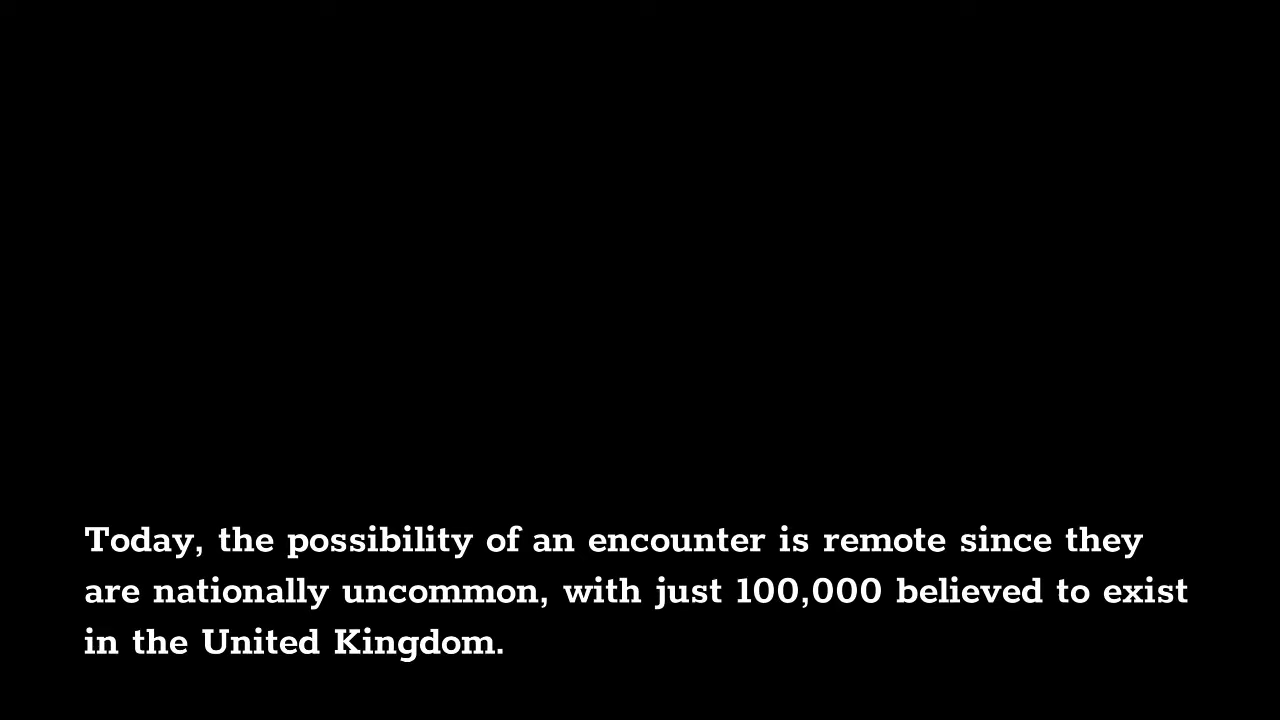 Today, the possibility of an encounter is remote since they
are nationally uncommon, with just 100,000 believed to exist
in the United Kingdom.